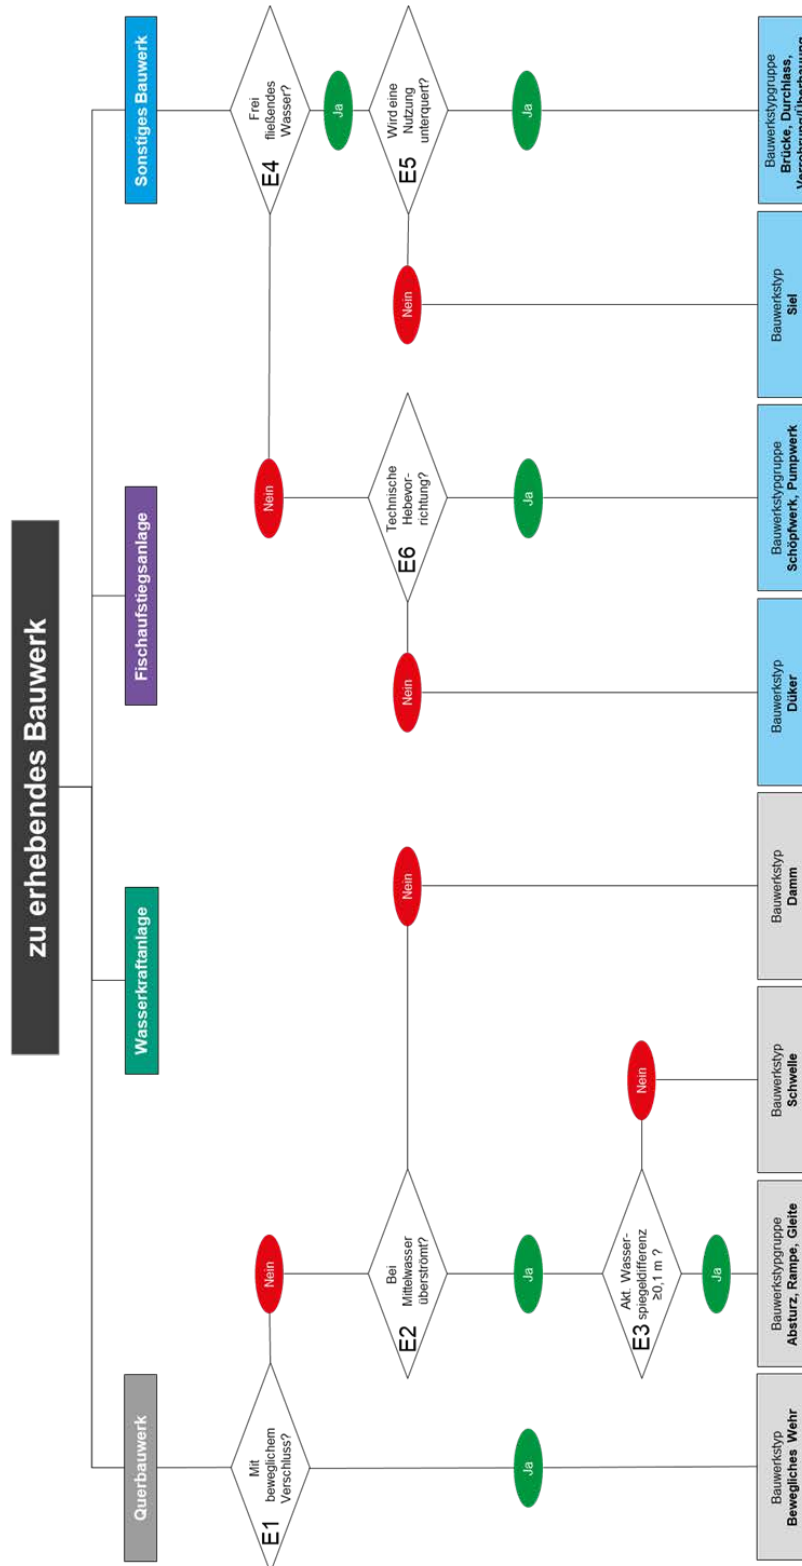 zu erhebendes Bauwerk
Querbauwerk
Wasserkraftanlage
Fischaufstiegsanlage
Sonstiges Bauwerk
E1
Mit
beweglichem
Verschluss?
Nein
E4
Frei
fließendes
Wasser?
Nein
Ja
E2
Bei
Mittelwasser
überströmt?
Nein
Nein
E6
Technische
Hebevor-
richtung?
Nein
E5
Wird eine
Nutzung
unterquert?
Ja
Ja
Ja
Ja
E3
Akt. Wasser-
spiegeldifferenz
≥0,1 m ?
Nein
Ja
Bauwerkstyp
Bewegliches Wehr
Bauwerkstypgruppe
Absturz, Rampe, Gleite
Bauwerkstyp
Schwelle
Bauwerkstyp
Damm
Bauwerkstyp
Düker
Bauwerkstypgruppe
Schöpfwerk, Pumpwerk
Bauwerkstyp
Siel
Bauwerkstypgruppe
Brücke, Durchlass,
Verrohrung/Überbauung